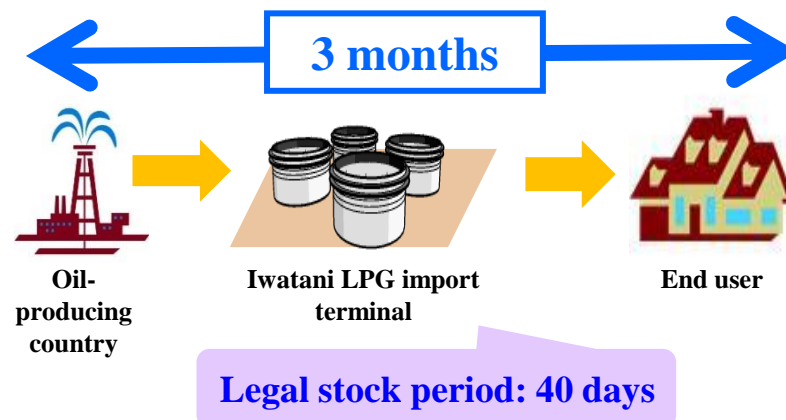 3 months
Oil-
producing
country
Iwatani LPG import
terminal
End user
Legal stock period: 40 days